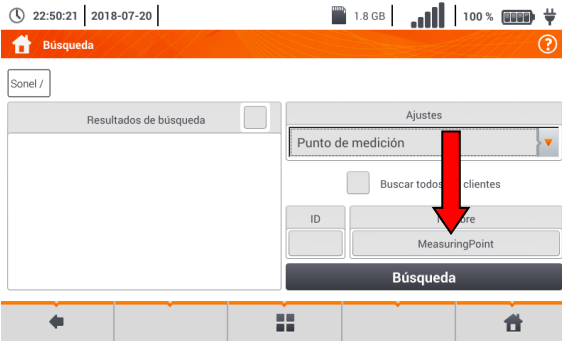 22:50:21 2018-07-20 1.8 GB 100 %
Búsqueda ?
Sonel /
Resultados de búsqueda
Ajustes
Punto de medición
Buscar todos clientes
ID
MeasuringPoint
Búsqueda